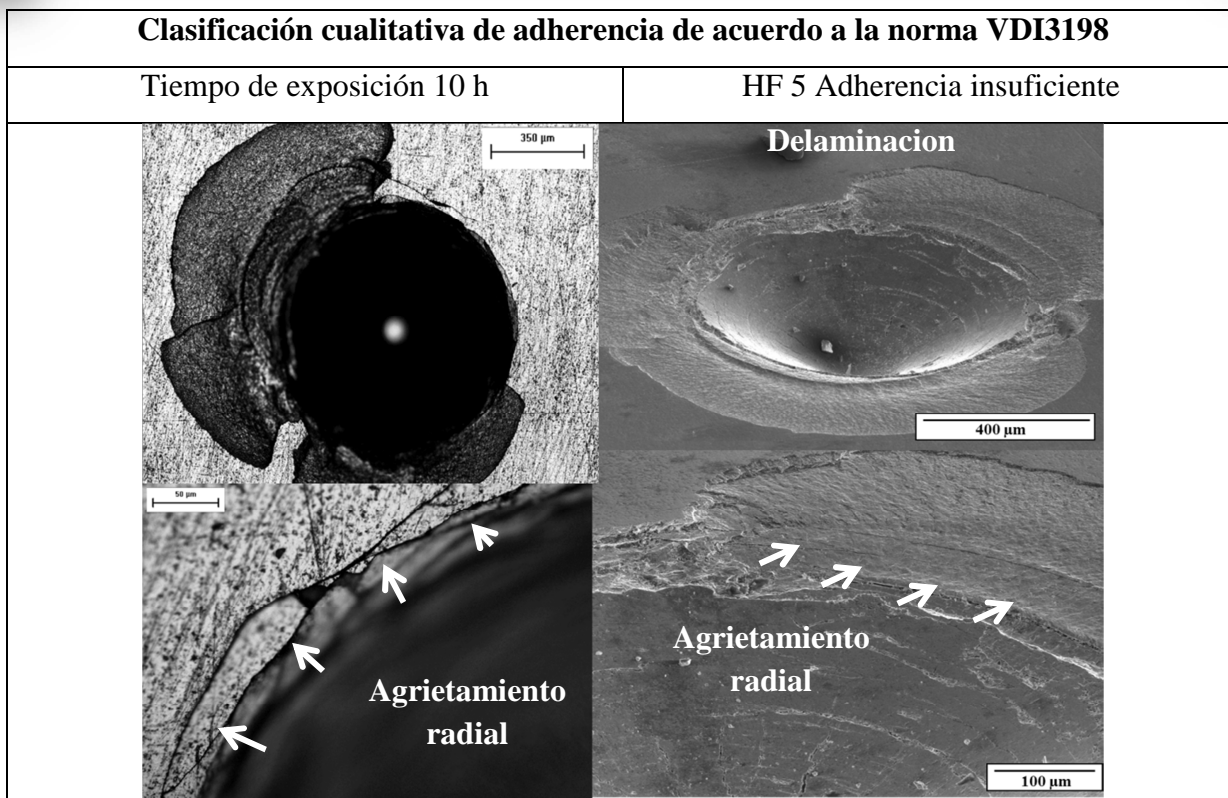 Clasificación cualitativa de adherencia de acuerdo a la norma VDI3198
Tiempo de exposición 10 h
HF 5 Adherencia insuficiente
350 µm
Delaminacion
400 µm
50 µm
Agrietamiento
radial
Agrietamiento
radial
100 µm